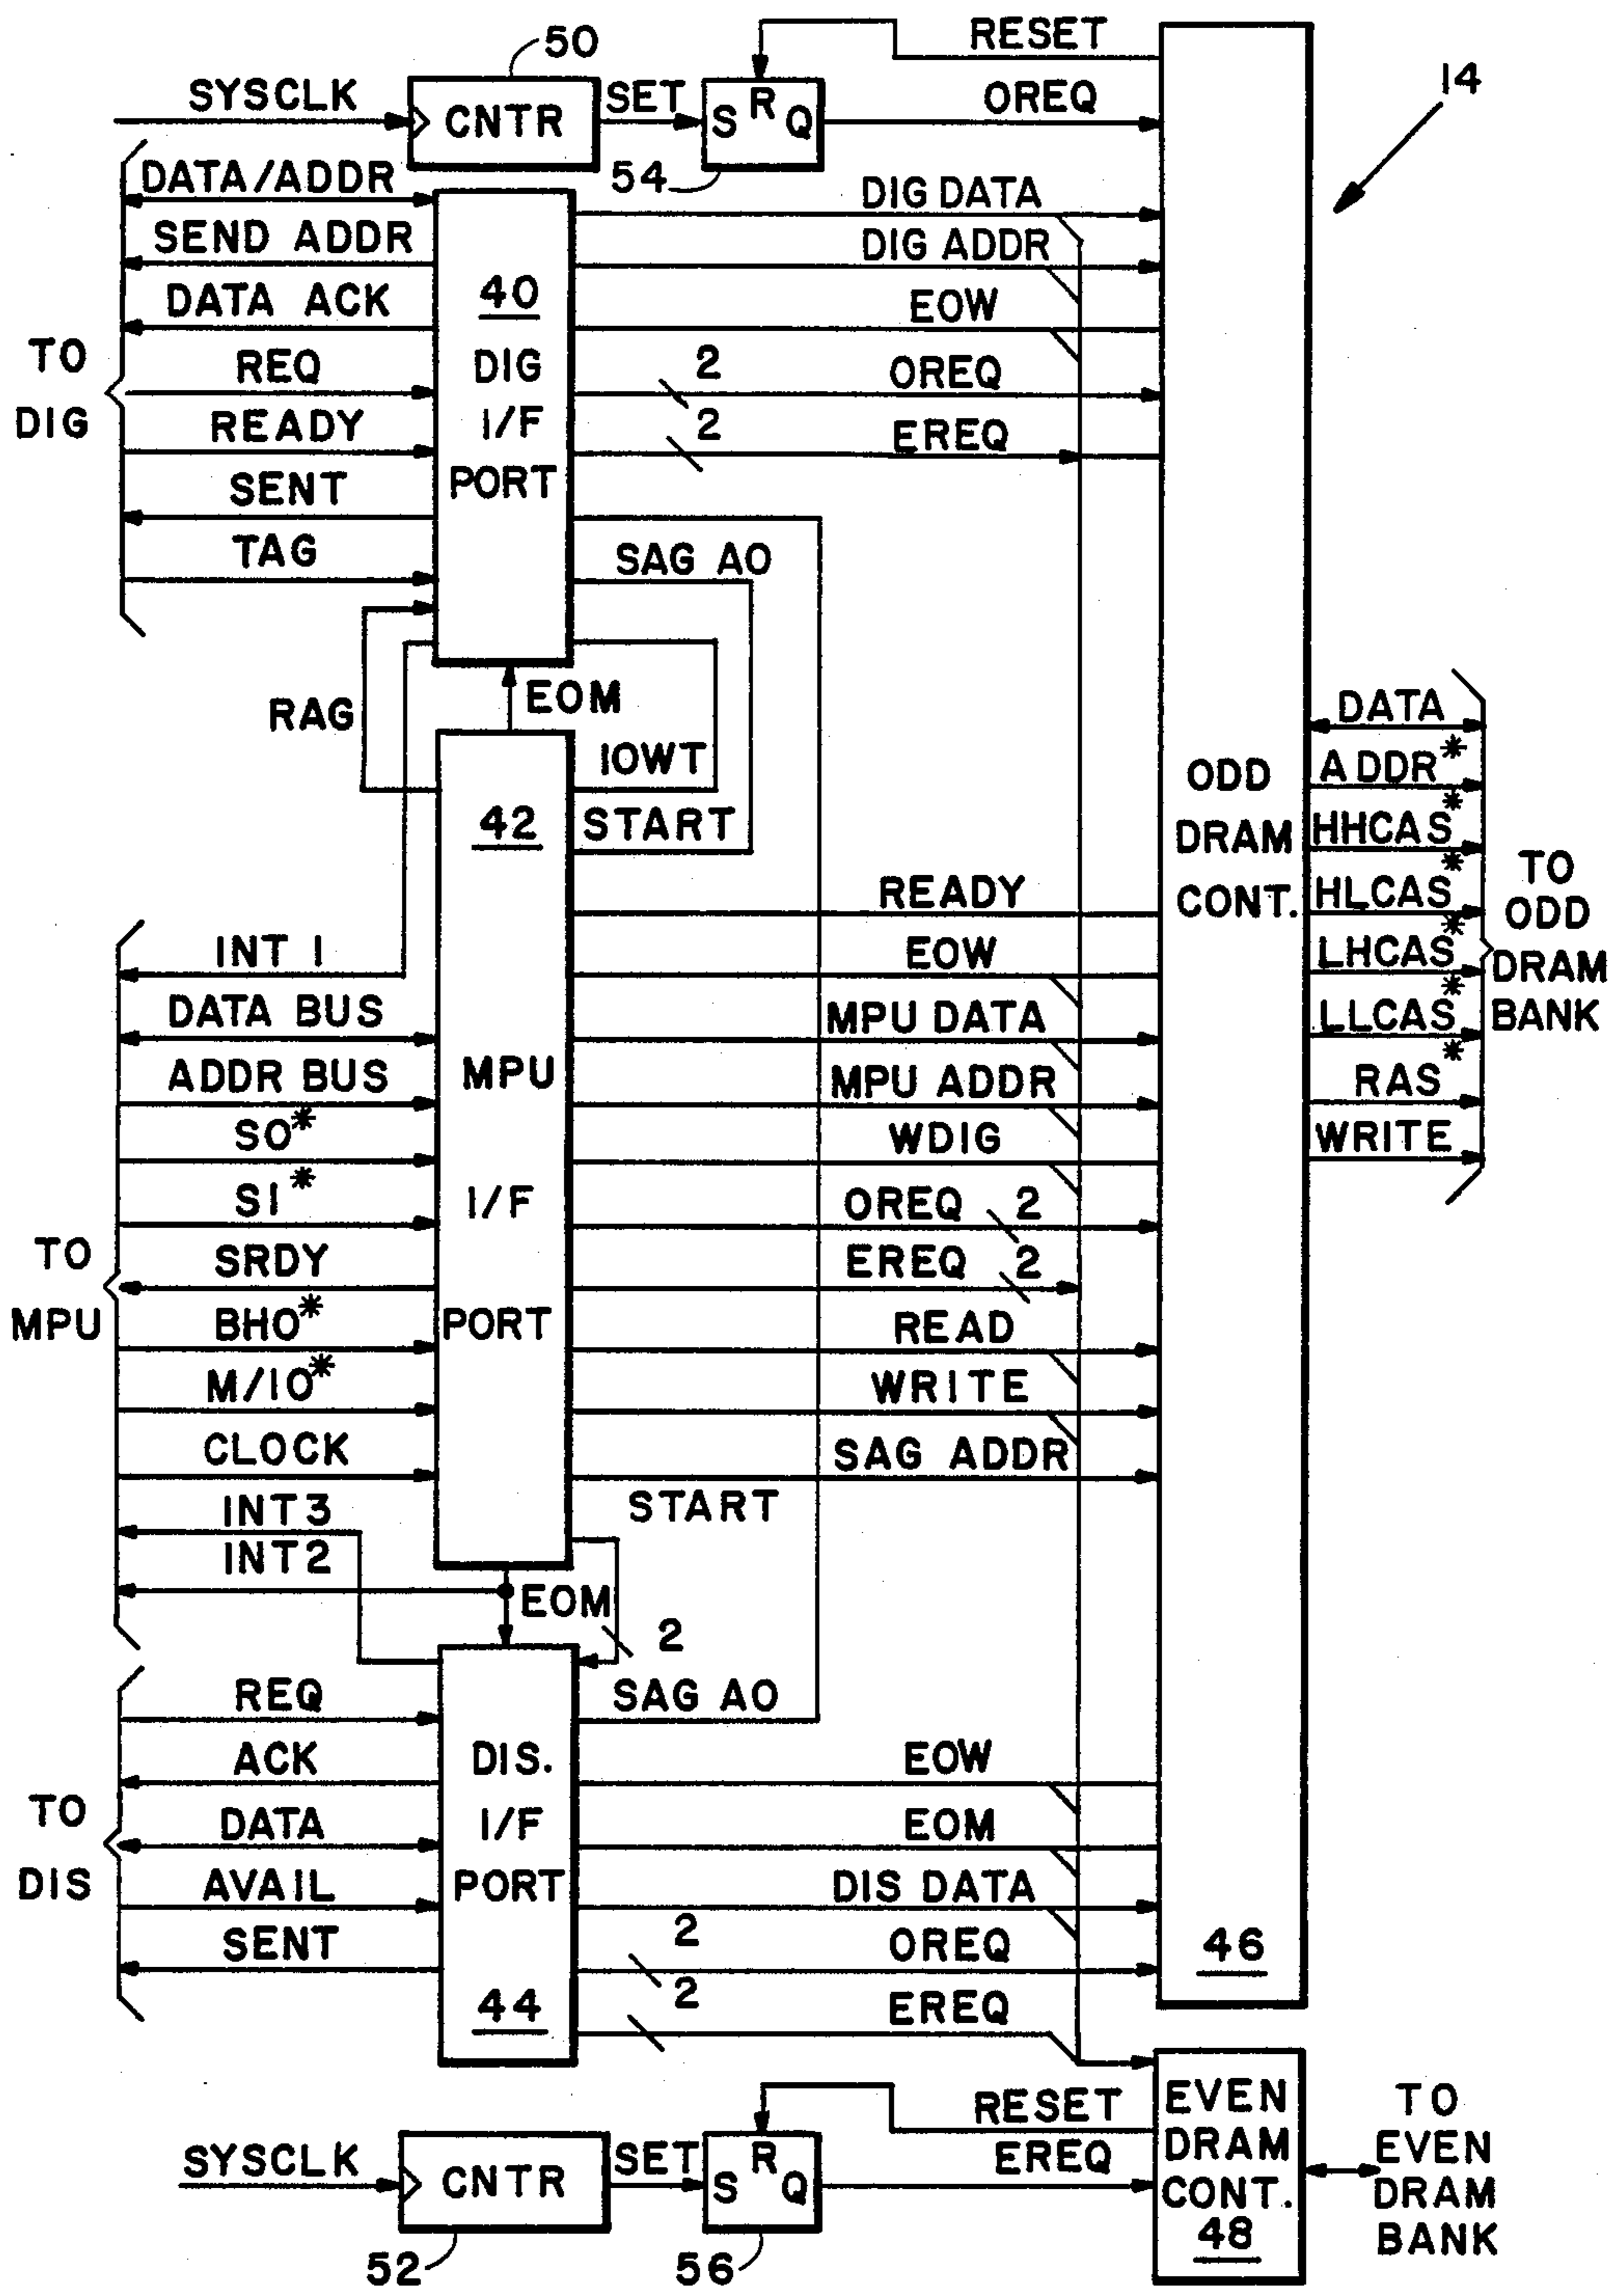 RESET
50
SYSCLK
CNTR
SET
S R Q
OREQ
14
54
DATA/ADDR
DIG DATA
SEND ADDR
DIG ADDR
40
DATA ACK
EOW
TO
DIG
REQ
DIG
2
OREQ
READY
I/F
2
EREQ
SENT
PORT
TAG
SAG AO
RAG
EOM
IOWT
42
START
DATA
ODD
ADDR*
DRAM
HHCAS*
CONT.
HLCAS*
LHCAS*
LLCAS*
RAS*
WRITE
TO
ODD
DRAM
BANK
READY
INT 1
EOW
DATA BUS
MPU DATA
ADDR BUS
MPU
MPU ADDR
SO*
WDIG
SI*
I/F
OREQ 2
TO
MPU
SRDY
EREQ 2
BHO*
PORT
READ
M/IO*
WRITE
CLOCK
SAG ADDR
START
INT3
INT2
EOM
2
REQ
SAG AO
ACK
DIS.
EOW
TO
DIS
DATA
I/F
EOM
AVAIL
PORT
DIS DATA
SENT
2
OREQ
46
44
2
EREQ
RESET
EVEN
DRAM
CONT.
48
TO
EVEN
DRAM
BANK
SYSCLK
CNTR
SET
S R Q
EREQ
52
56